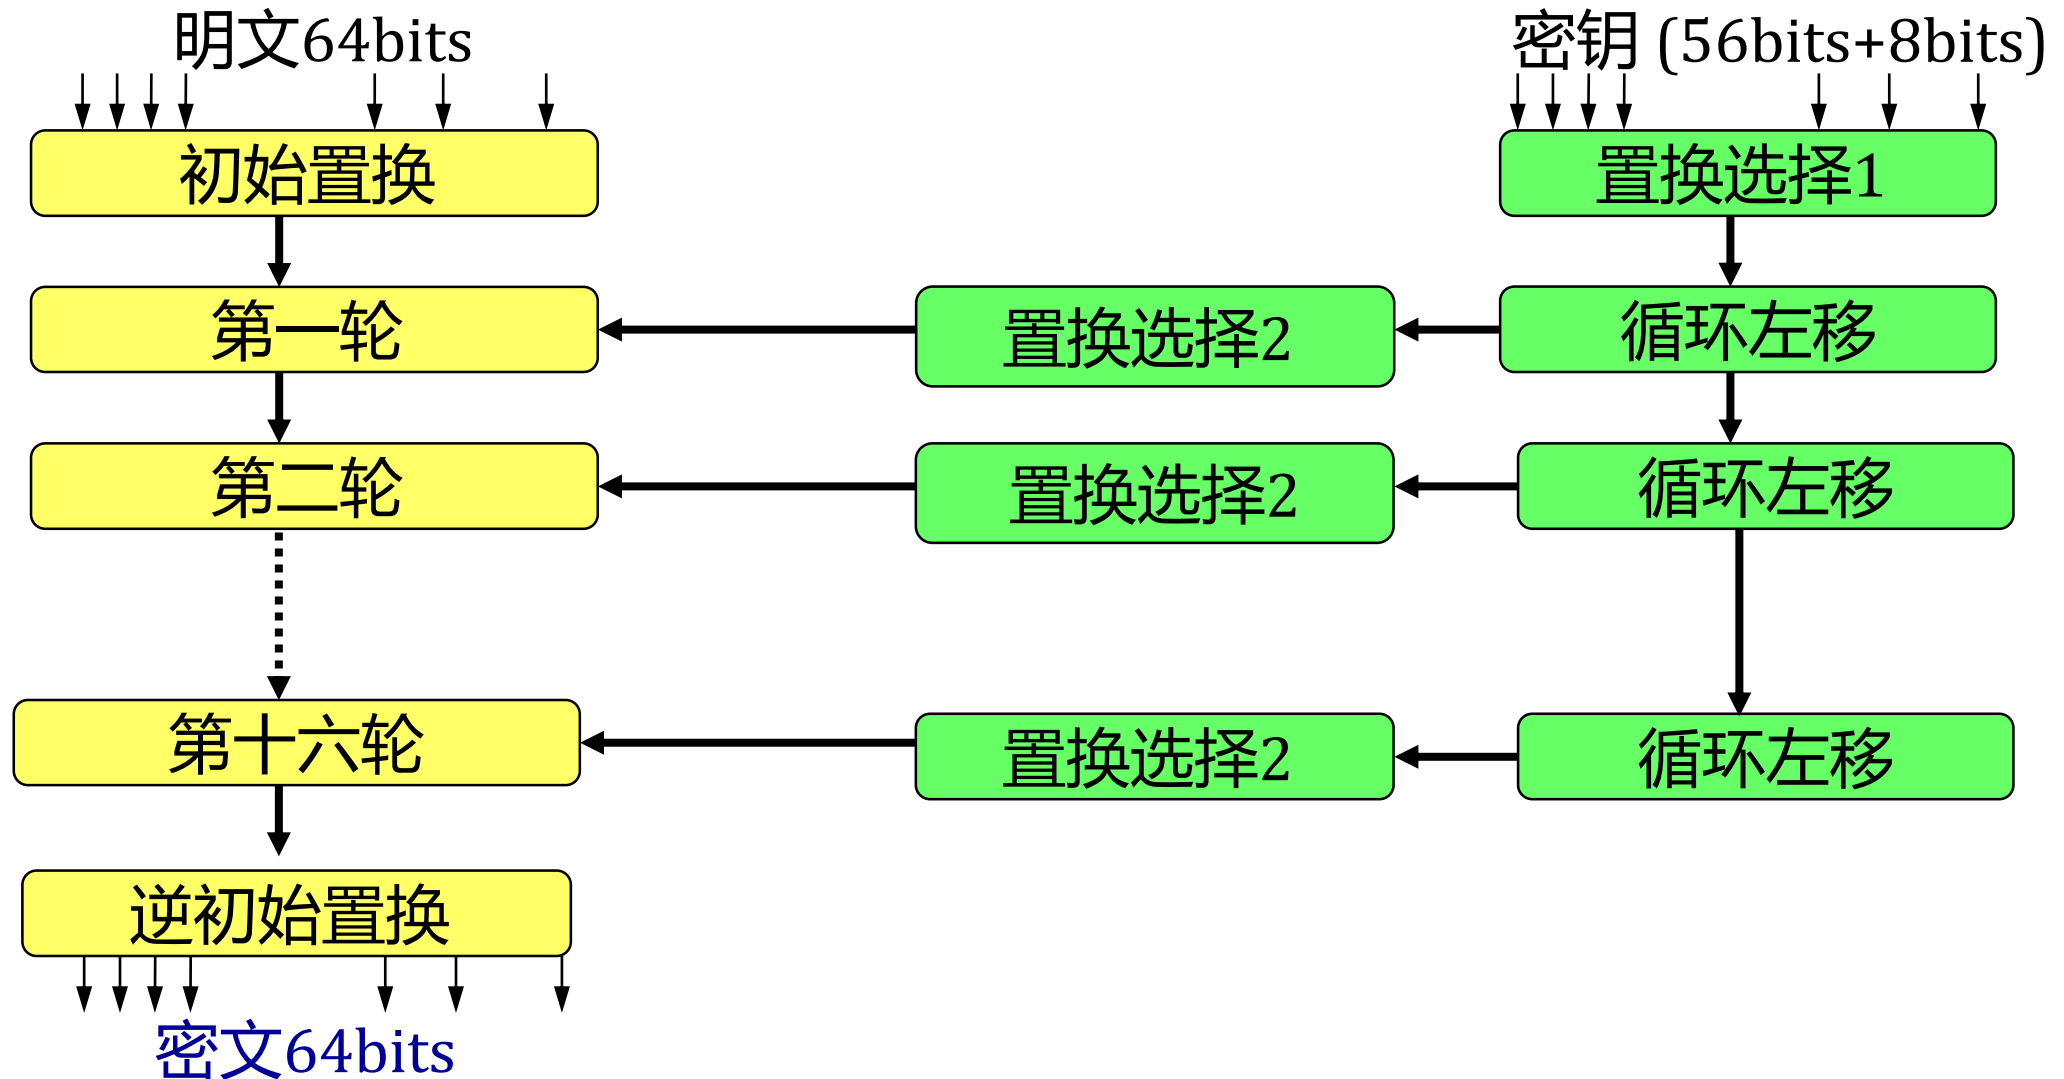 明文64bits
密钥 (56bits+8bits)
初始置换
置换选择1
第一轮
置换选择2
循环左移
第二轮
置换选择2
循环左移
第十六轮
置换选择2
循环左移
逆初始置换
密文64bits